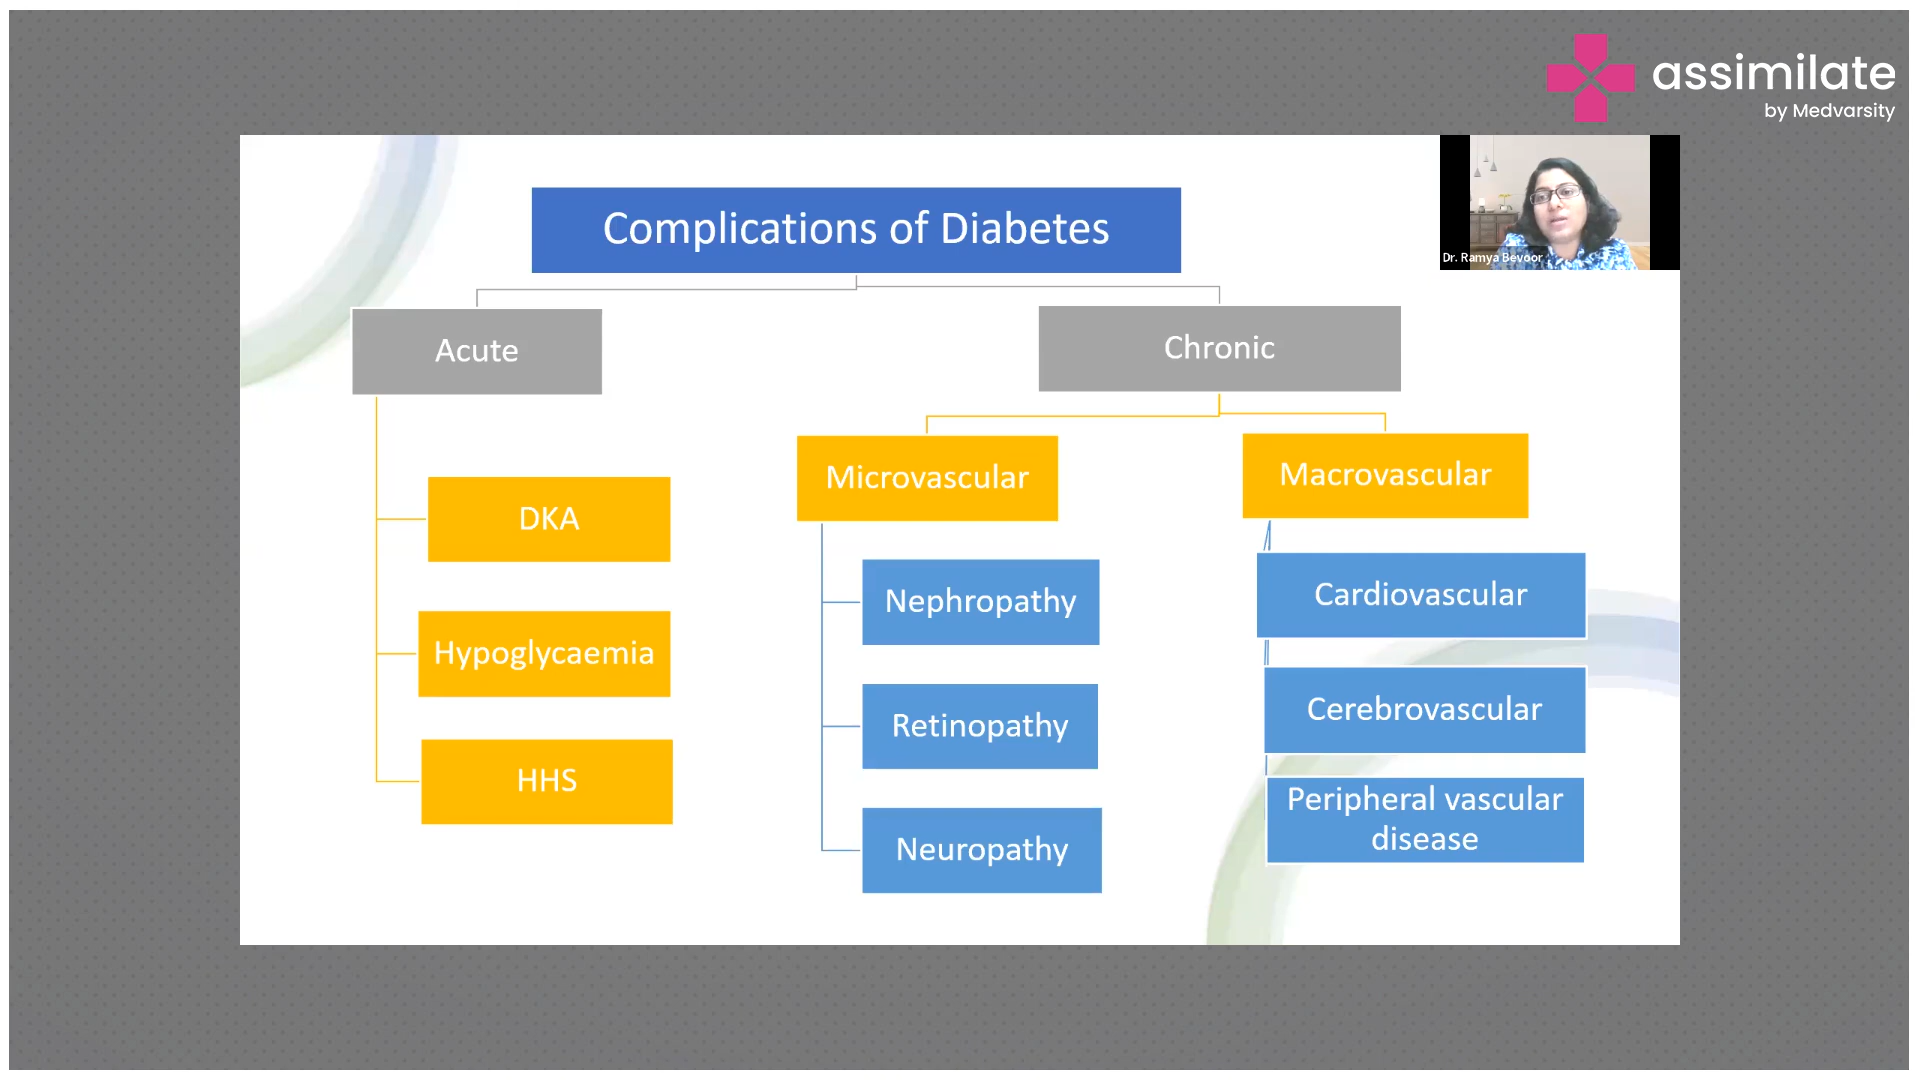 assimilate
by Medvarsity
Complications of Diabetes
Dr. Ramya Bevoor
Acute
Chronic
DKA
Hypoglycaemia
HHS
Microvascular
Nephropathy
Retinopathy
Neuropathy
Macrovascular
Cardiovascular
Cerebrovascular
Peripheral vascular
disease